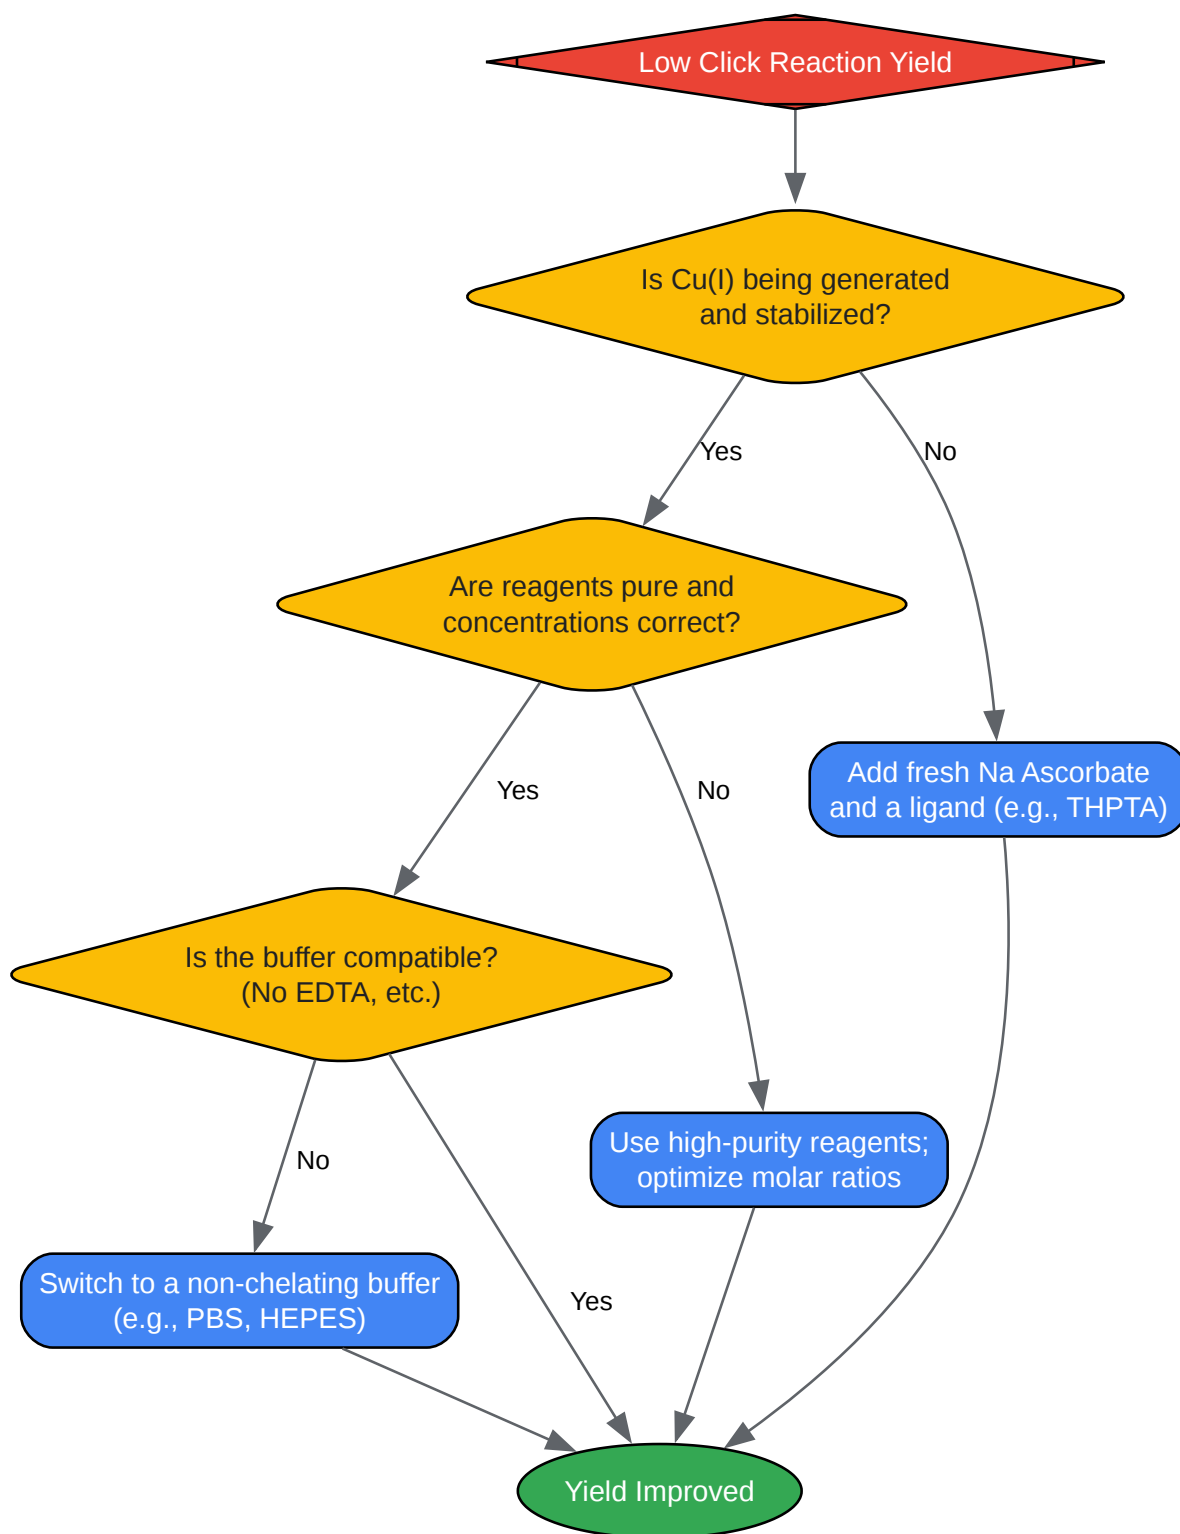 Low Click Reaction Yield
Is Cu(I) being generated
and stabilized?
Yes
No
Are reagents pure and
concentrations correct?
Yes
No
Add fresh Na Ascorbate
and a ligand (e.g., THPTA)
Is the buffer compatible?
(No EDTA, etc.)
No
Yes
Use high-purity reagents;
optimize molar ratios
Switch to a non-chelating buffer
(e.g., PBS, HEPES)
Yield Improved